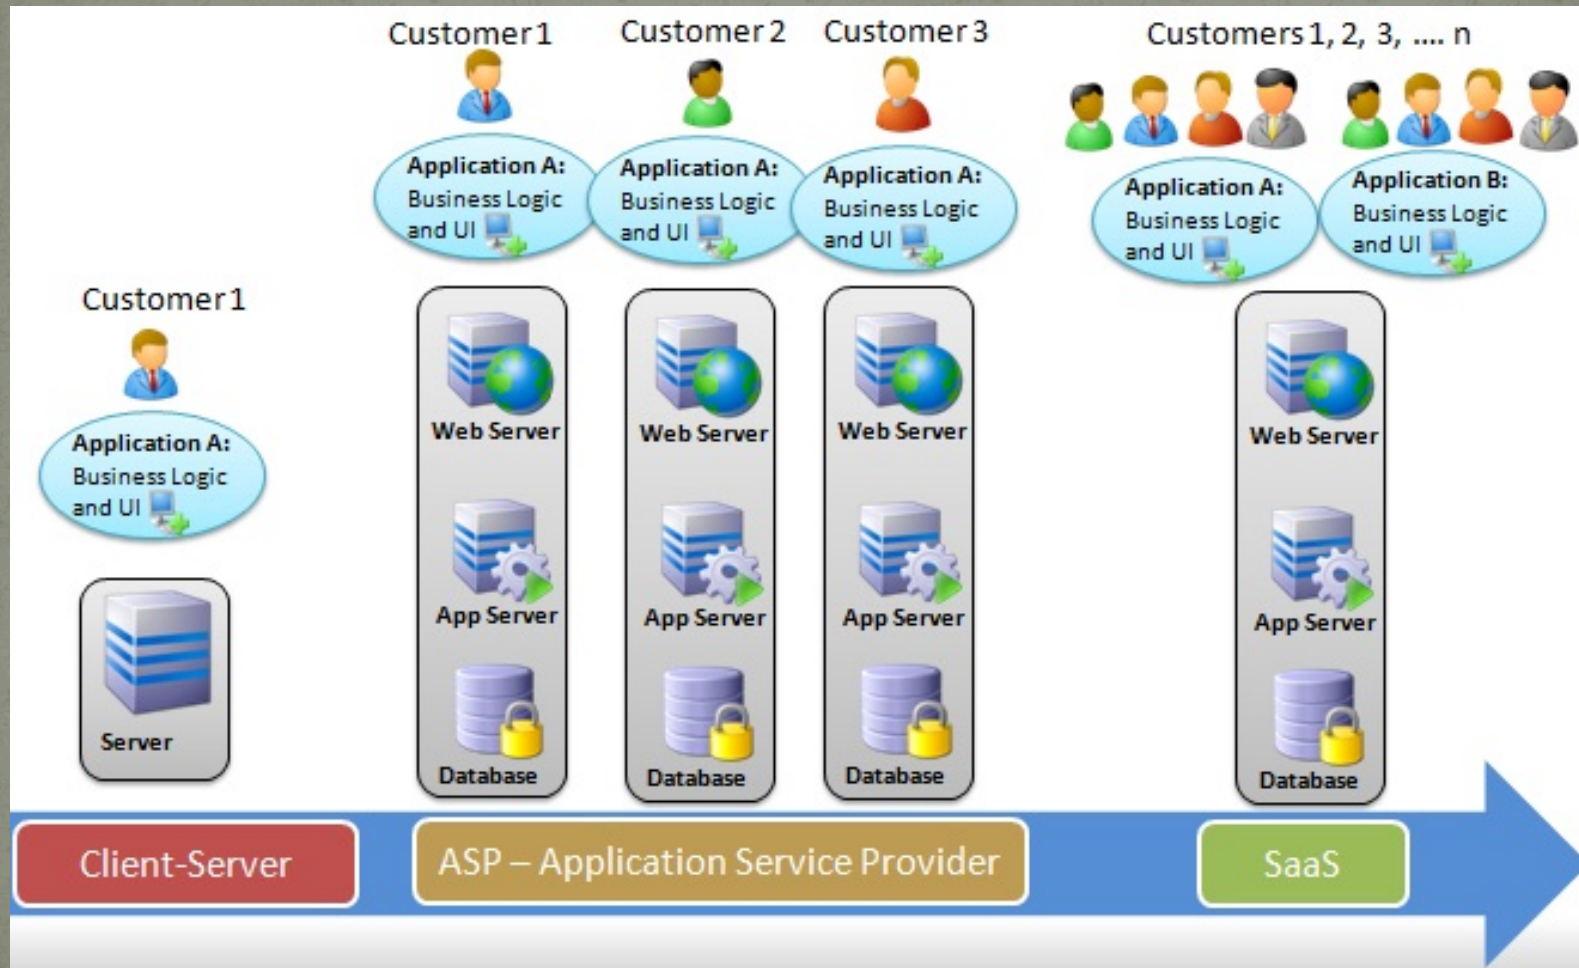 Customer 1
Application A:
Business Logic
and UI
Server
Client-Server
Customer 1
Application A:
Business Logic
and UI
Web Server
App Server
Database
Customer 2
Application A:
Business Logic
and UI
Web Server
App Server
Database
Customer 3
Application A:
Business Logic
and UI
Web Server
App Server
Database
ASP – Application Service Provider
Customers 1, 2, 3, .... n
Application A:
Business Logic
and UI
Application B:
Business Logic
and UI
Web Server
App Server
Database
SaaS